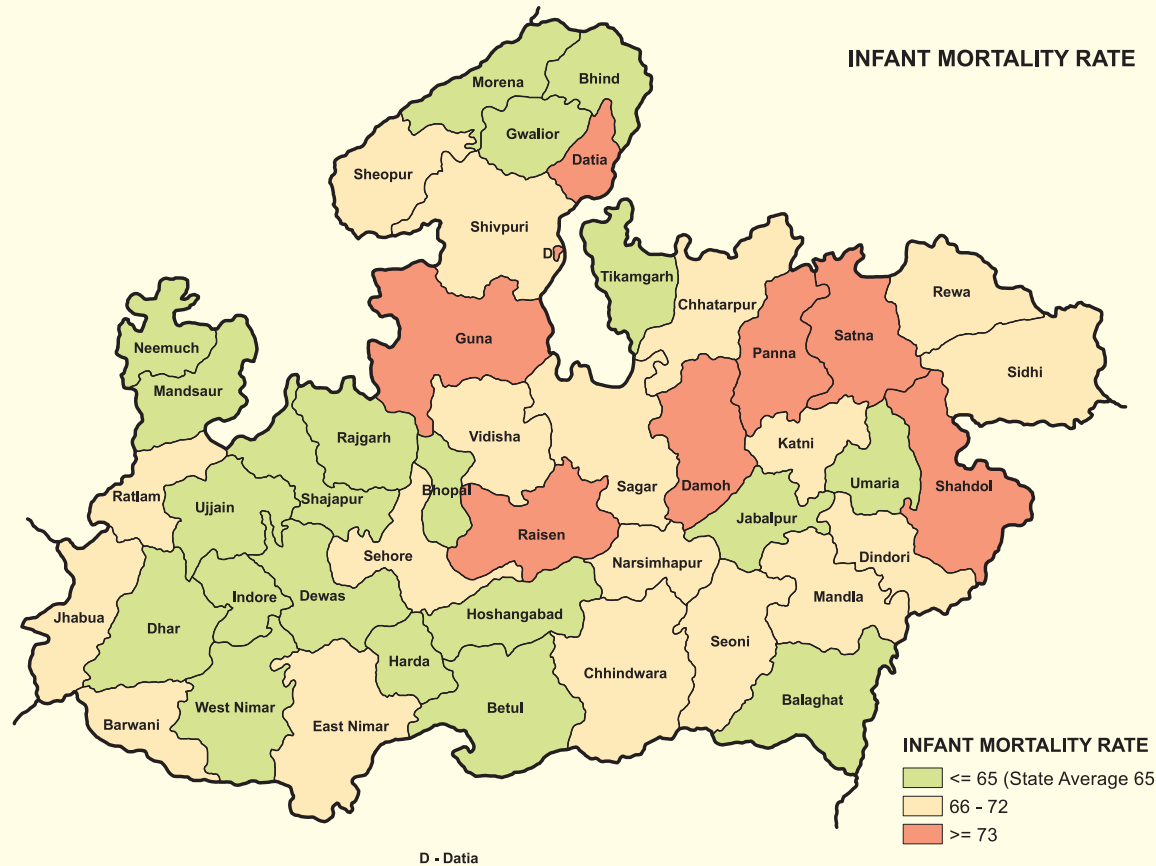 INFANT MORTALITY RATE
Morena
Bhind
Gwalior
Datia
Sheopur
Shivpuri
D
Tikamgarh
Chhatarpur
Rewa
Guna
Panna
Satna
Neemuch
Sidhi
Mandsaur
Rajgarh
Vidisha
Katni
Ratlam
Ujjain
Shajapur
Bhopal
Sagar
Damoh
Umaria
Shahdol
Jabalpur
Raisen
Sehore
Narsimhapur
Dindori
Indore
Dewas
Mandla
Jhabua
Dhar
Hoshangabad
Seoni
Harda
Chhindwara
Balaghat
West Nimar
Betul
Barwani
East Nimar
INFANT MORTALITY RATE
<= 65 (State Average 65
66 - 72
>= 73
D - Datia